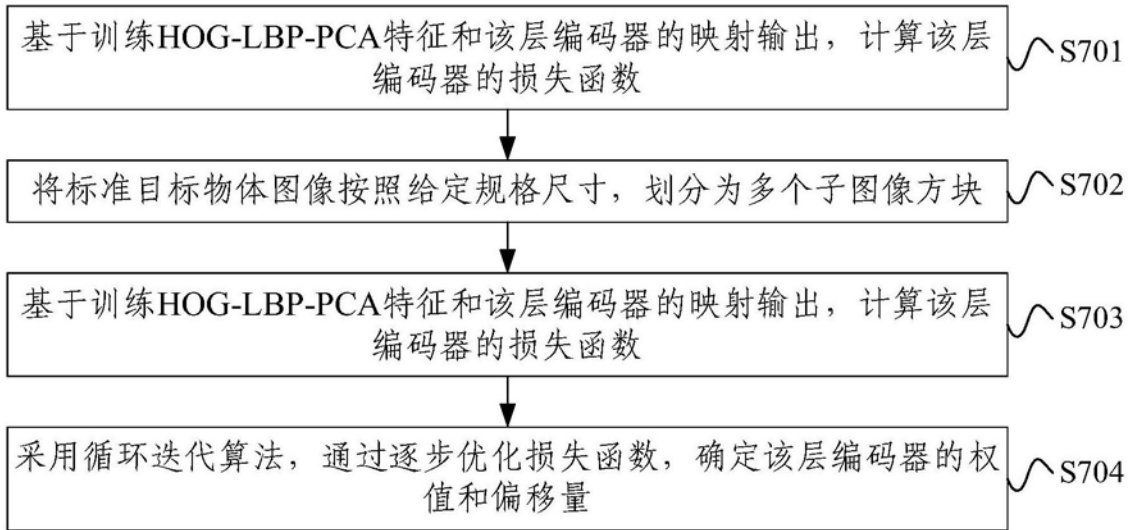 基于训练HOG-LBP-PCA特征和该层编码器的映射输出，计算该层
编码器的损失函数
S701
将标准目标物体图像按照给定规格尺寸，划分为多个子图像方块
S702
基于训练HOG-LBP-PCA特征和该层编码器的映射输出，计算该层
编码器的损失函数
S703
采用循环迭代算法，通过逐步优化损失函数，确定该层编码器的权
值和偏移量
S704